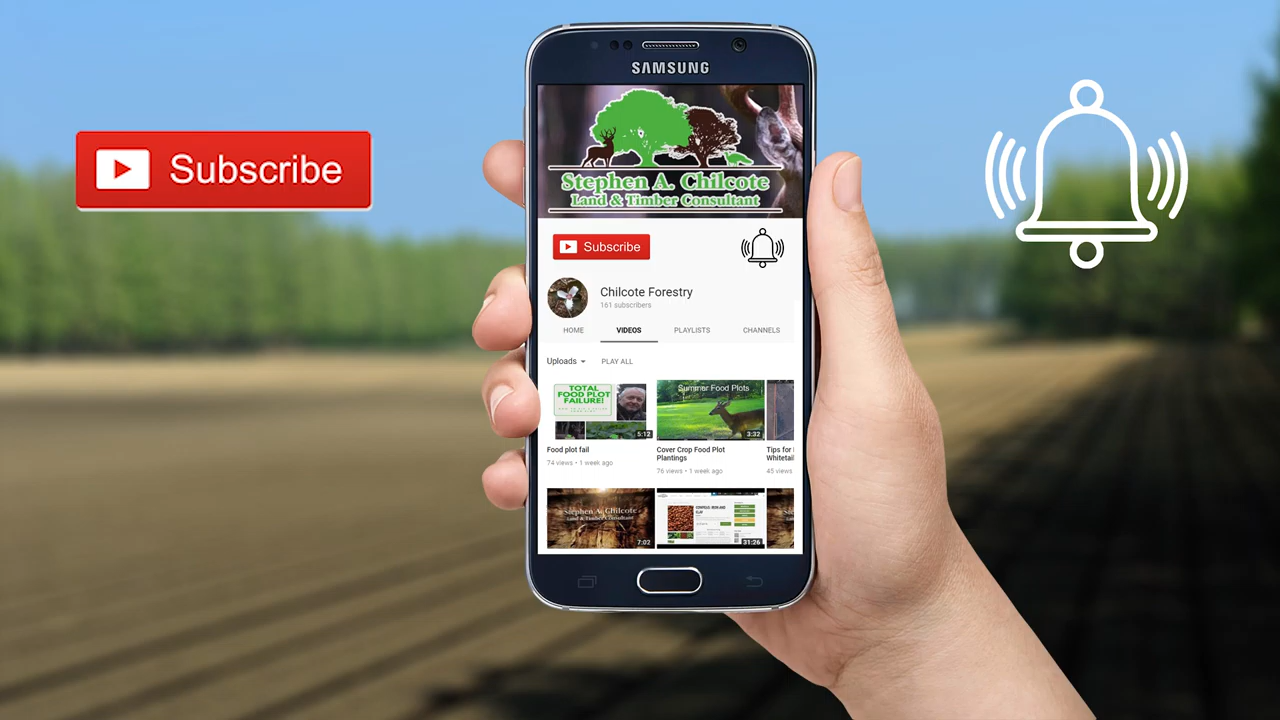 SAMSUNG
Subscribe
Stephen A. Chilcote
Land & Timber Consultant
Subscribe
Chilcote Forestry
161 subscribers
HOME VIDEOS PLAYLISTS CHANNELS
Uploads PLAY ALL
TOTAL
FOOD PLOT
FAILURE!
5:12
Summer Food Plots
3:32
Food plot fail
74 views • 1 week ago
Cover Crop Food Plot
Plantings
76 views • 1 week ago
Tips for
Whitetail
45 views
Stephen A. Chilcote
Land & Timber Consultant
7:02
31:26